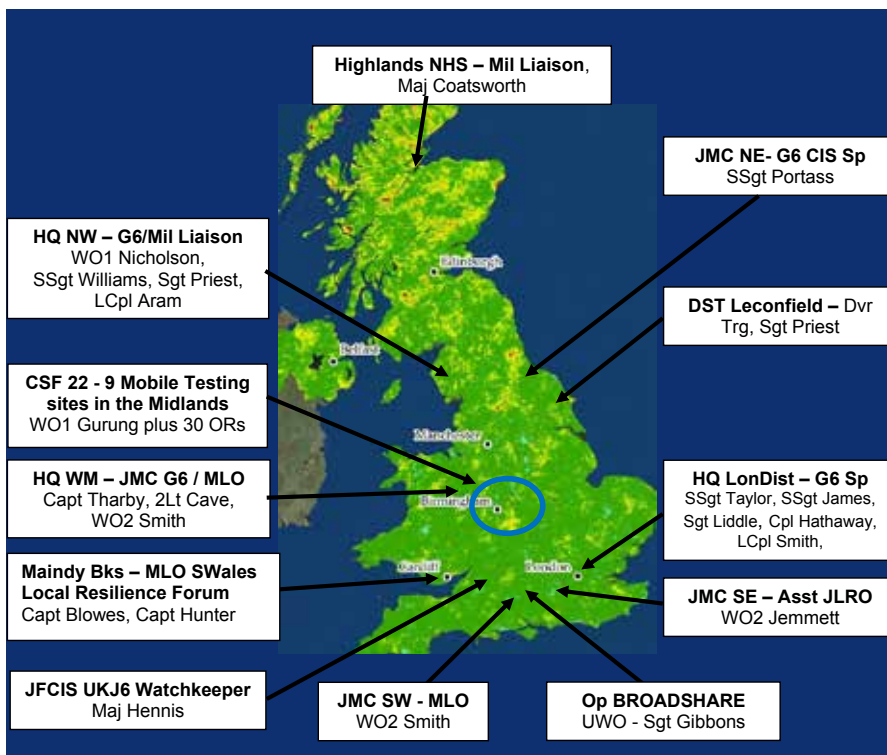 Highlands NHS – Mil Liaison,
Maj Coatsworth
JMC NE- G6 CIS Sp
SSgt Portass
HQ NW – G6/Mil Liaison
WO1 Nicholson,
SSgt Williams, Sgt Priest,
LCpl Aram
DST Leconfield – Dvr
Trg, Sgt Priest
CSF 22 - 9 Mobile Testing
sites in the Midlands
WO1 Gurung plus 30 ORs
HQ WM – JMC G6 / MLO
Capt Tharby, 2Lt Cave,
WO2 Smith
HQ LonDist – G6 Sp
SSgt Taylor, SSgt James,
Sgt Liddle, Cpl Hathaway,
LCpl Smith,
Maindy Bks – MLO SWales
Local Resilience Forum
Capt Blowes, Capt Hunter
JMC SE – Asst JLRO
WO2 Jemmett
JFCIS UKJ6 Watchkeeper
Maj Hennis
JMC SW - MLO
WO2 Smith
Op BROADSHARE
UWO - Sgt Gibbons
Edinburgh
Belfast
Manchester
Birmingham
Cardiff
London